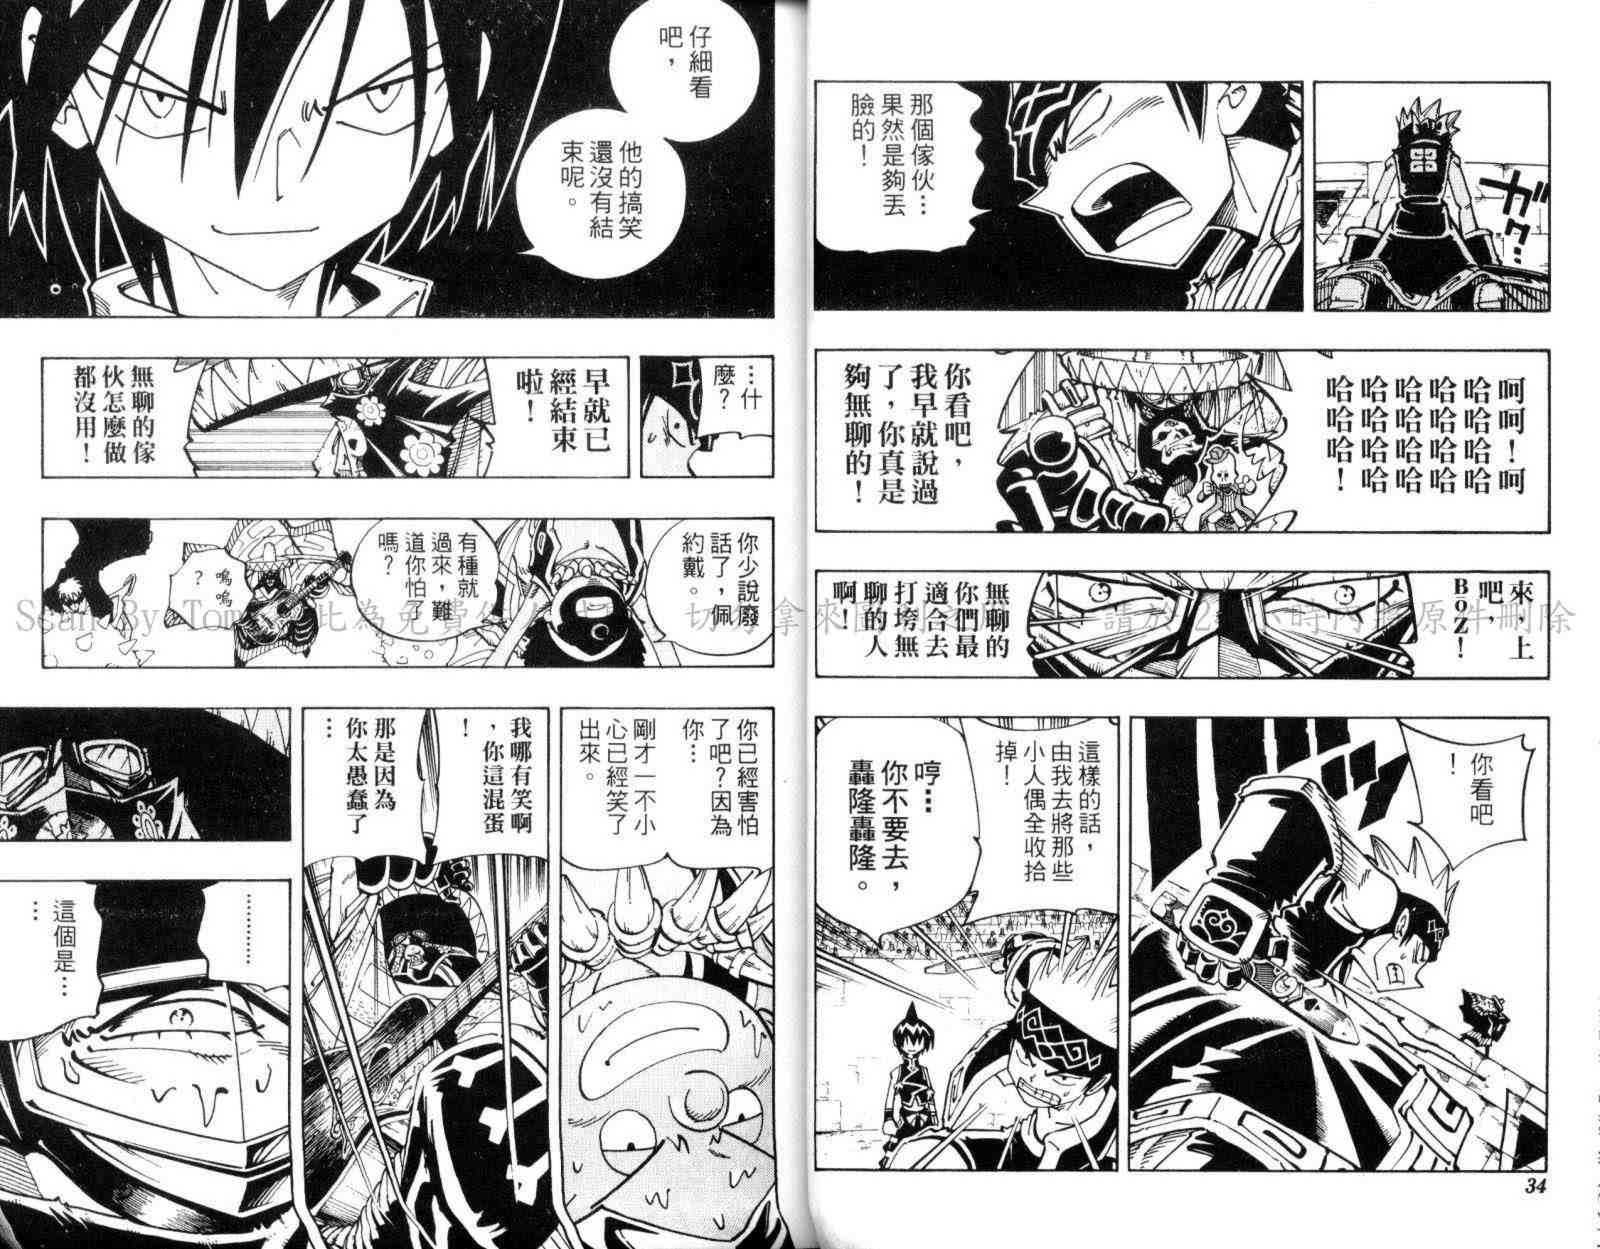 ガク…
那個傢伙…
果然是夠丟
臉的！
呵呵！呵
哈哈哈哈
哈哈哈哈
哈哈哈哈
哈哈哈哈
哈哈哈！
你看吧，
我早就說過
了，你真是
夠無聊的！
來，上
吧，
BoZ！
無聊的
你們最
適合去
打垮無
聊的人
啊！
你看吧
！
這樣的話，
由我去將那些
小人偶全收拾
掉！
哼…
你不要去，
轟隆轟隆。
34
仔細看
吧，
他的搞笑
還沒有結
束呢。
…什
麼？
早就已
經結束
啦！
無聊的傢
伙怎麼做
都沒用！
你少說廢
話了，佩
約戴。
有種就
過來，難
道你怕了
嗎？
嗚嗚
？
你已經害怕
了吧？因為
你…
剛才一不小
心已經笑了
出來。
我哪有笑啊
，你這混蛋
！
那是因為
你太愚蠢了
…
………
這個是…
…